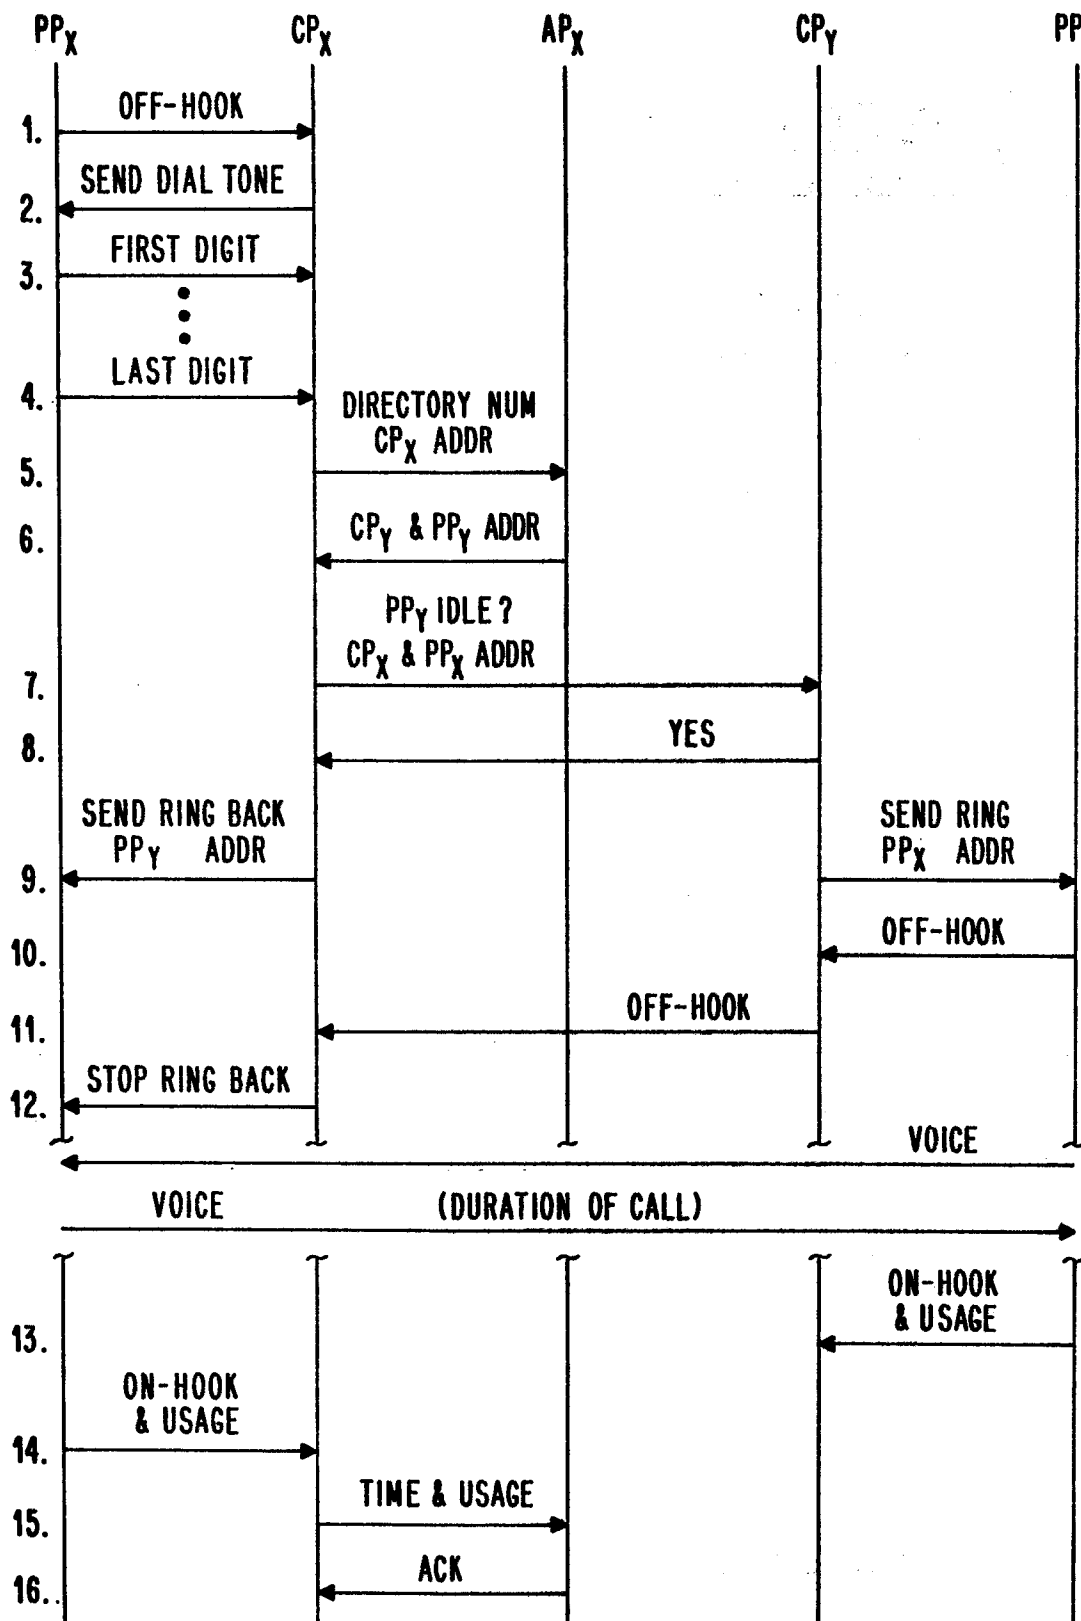 PPX CPX APX CPY PP
OFF-HOOK
1.
SEND DIAL TONE
2.
FIRST DIGIT
3.
LAST DIGIT
4.
DIRECTORY NUM
CPX ADDR
5.
CPY & PPY ADDR
6.
PPY IDLE?
CPX & PPX ADDR
7.
YES
8.
SEND RING BACK SEND RING
PPY ADDR PPX ADDR
9.
OFF-HOOK
10.
OFF-HOOK
11.
STOP RING BACK
12.
VOICE
VOICE (DURATION OF CALL)
ON-HOOK
& USAGE
13.
ON-HOOK
& USAGE
14.
TIME & USAGE
15.
ACK
16.